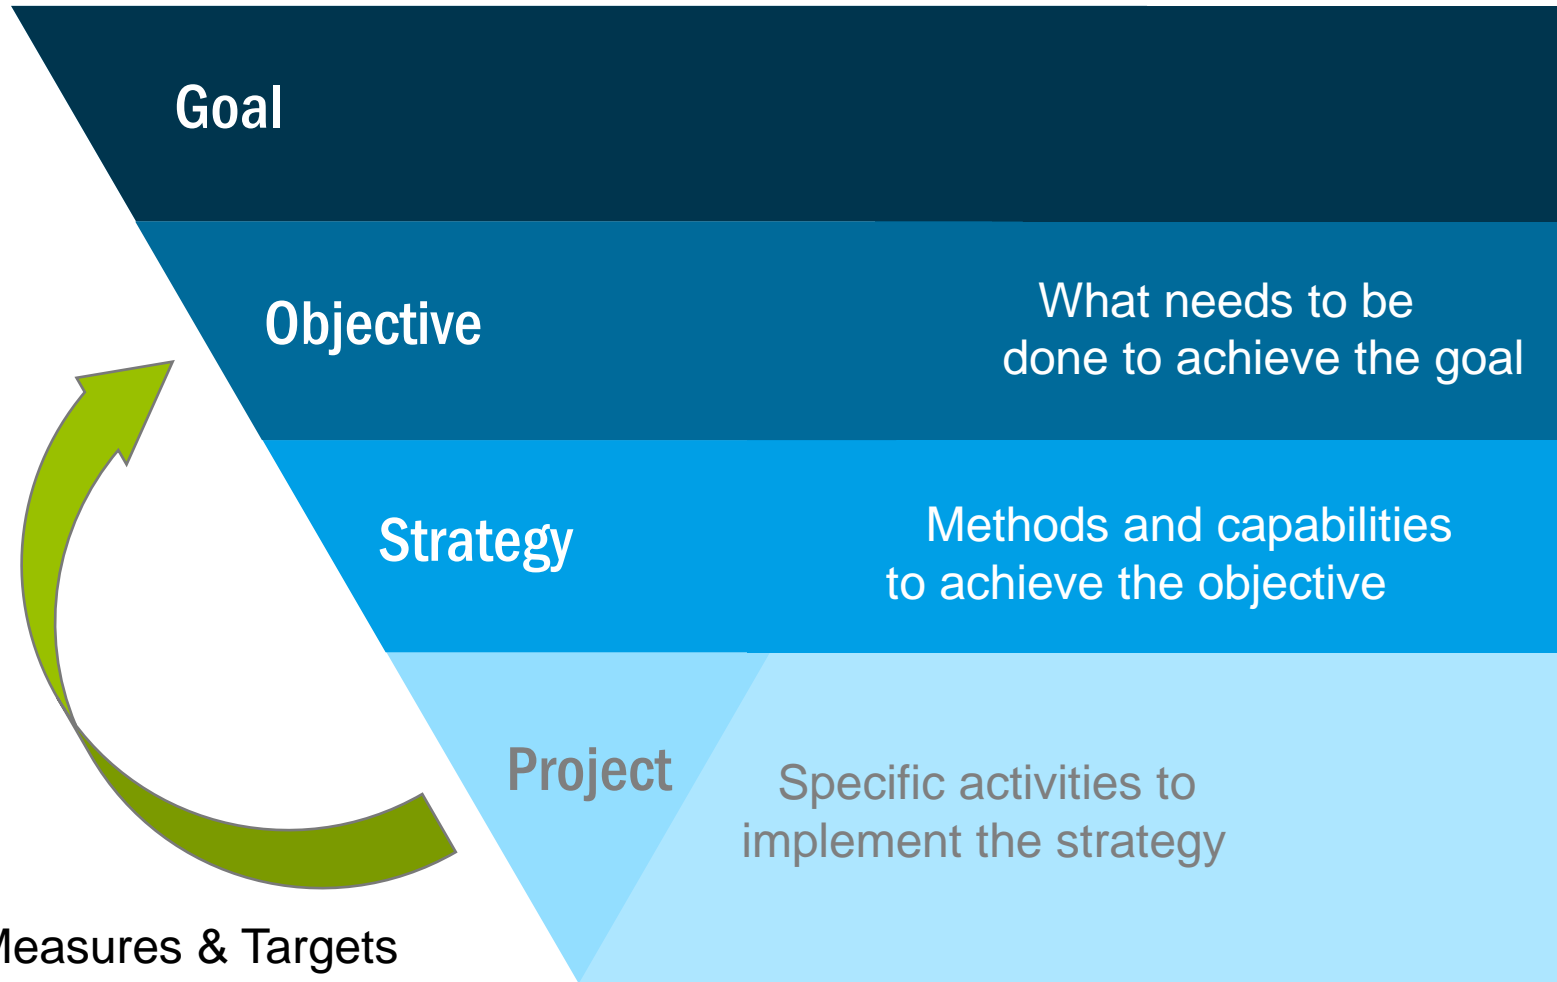 Goal
Objective
What needs to be
done to achieve the goal
Strategy
Methods and capabilities
to achieve the objective
Project
Specific activities to
implement the strategy
Measures & Targets